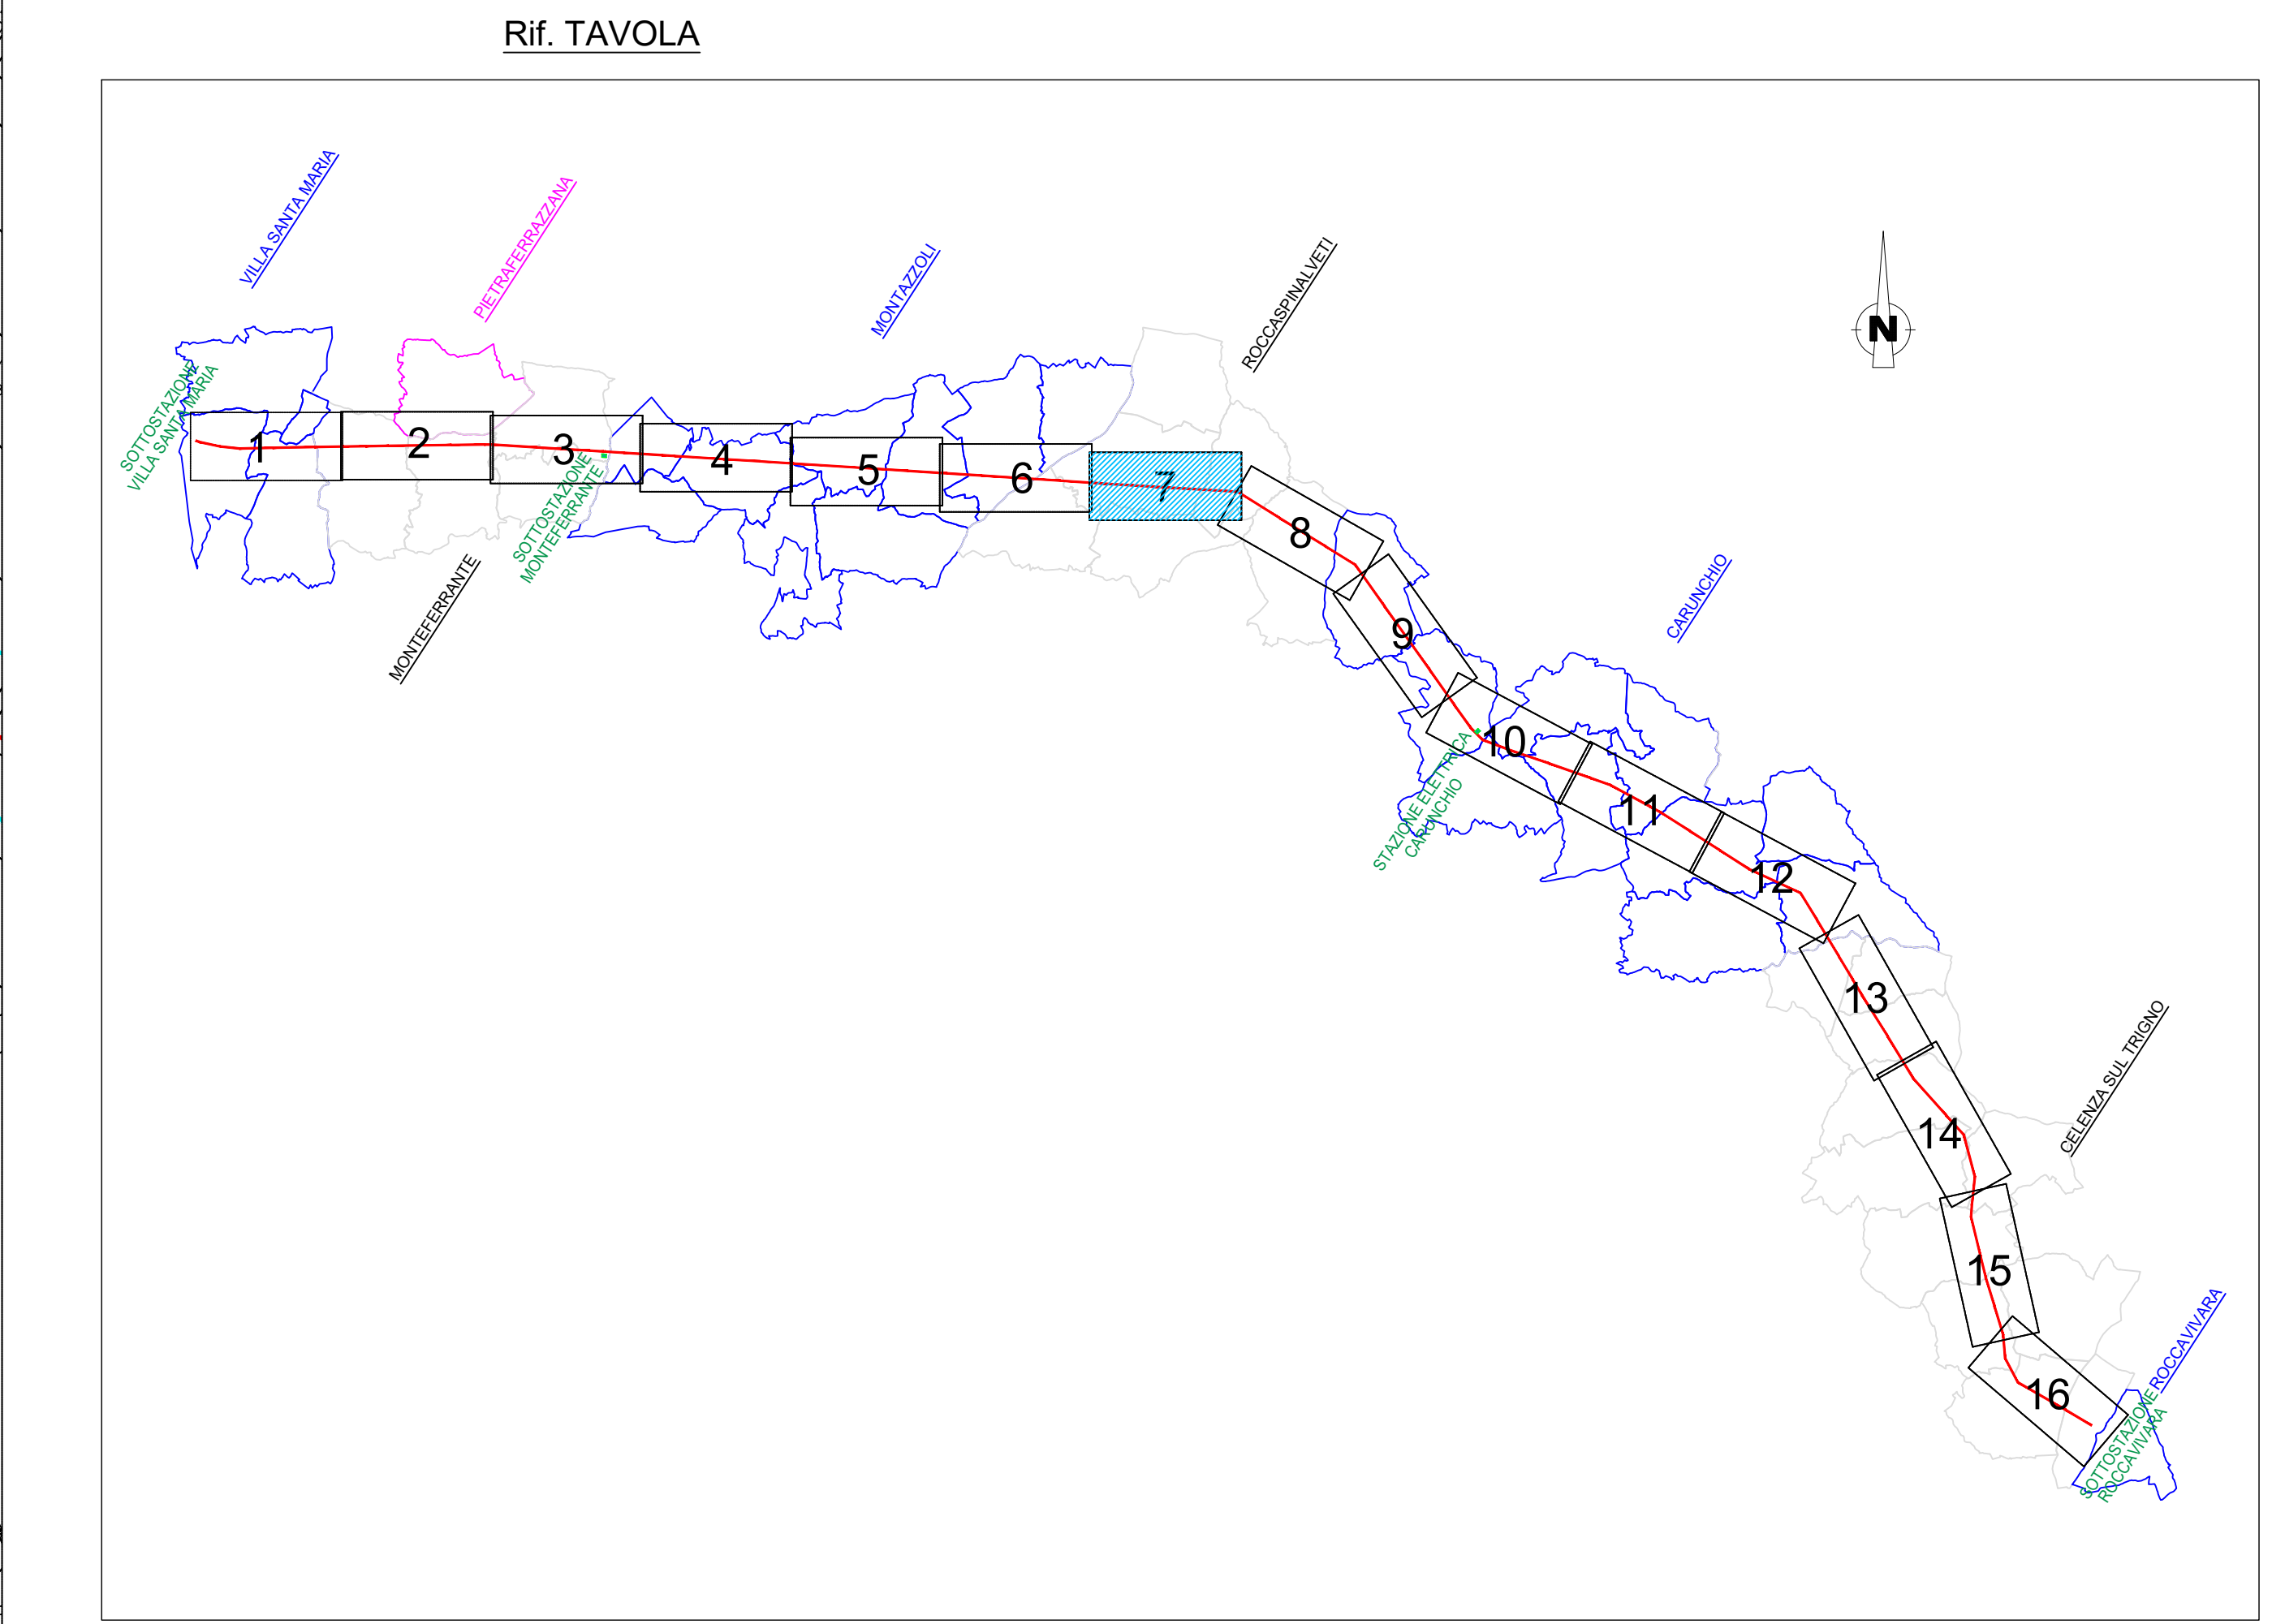 Rif. TAVOLA
VILLA SANTA MARIA
PIETRAFERRAZZANA
MONTAZZOLI
ROCCASPINALVETI
N
SOTTOSTAZIONE
VILLA SANTA MARIA
1
2
3
4
5
6
7
8
SOTTOSTAZIONE
MONTEFERRANTE
MONTEFERRANTE
9
CARUNCHIO
10
STAZIONE ELETTRICA
CARUNCHIO
11
12
13
CELENZA SUL TRIGNO
14
15
ROCCAVIVARA
16
SOTTOSTAZIONE
ROCCAVIVARA